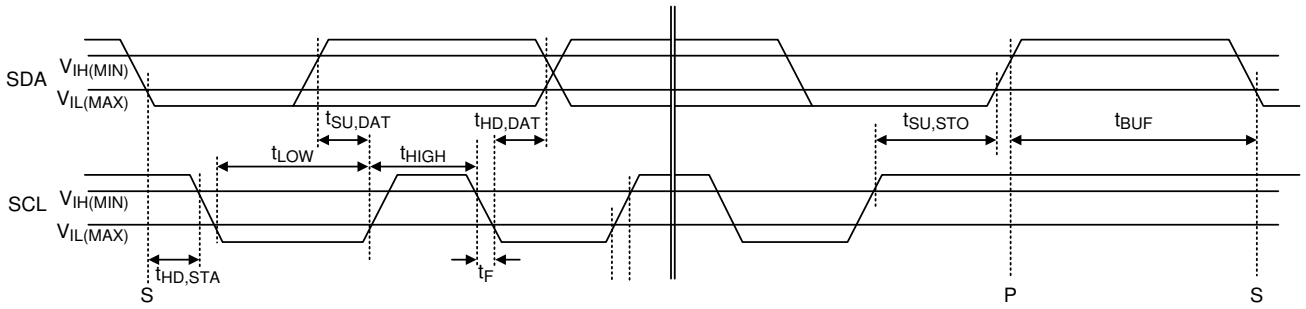 SDA
VIH(MIN)
VIL(MAX)
tSU,DAT
tHD,DAT
tSU,STO
tBUF
tLOW
tHIGH
SCL
VIH(MIN)
VIL(MAX)
tHD,STA
tF
S
P
S